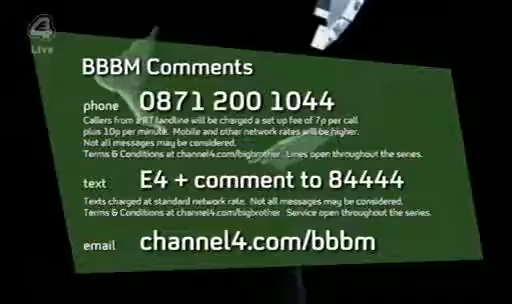 4
Live
BBBM Comments
phone 0871 200 1044
Callers from a BT landline will be charged a set up fee of 7p per call
plus 10p per minute. Mobile and other network rates will be higher.
Not all messages may be considered.
Terms & Conditions at channel4.com/bigbrother. Lines open throughout the series.
text E4 + comment to 84444
Texts charged at standard network rate. Not all messages may be considered.
Terms & Conditions at channel4.com/bigbrother. Service open throughout the series.
email channel4.com/bbbm